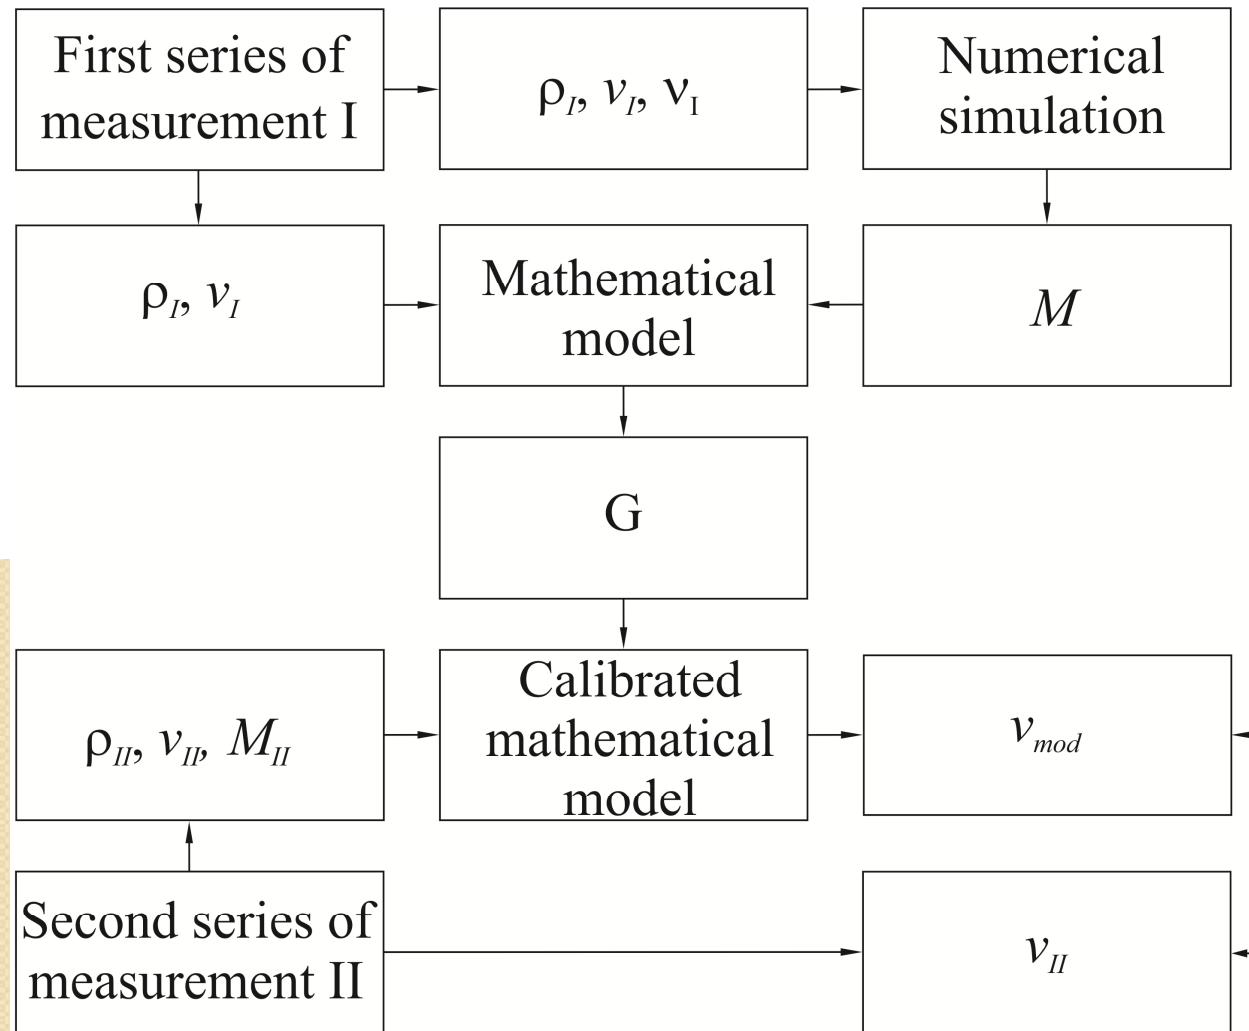 First series of
measurement I
ρI, vI, νI
Numerical
simulation
ρI, vI
Mathematical
model
M
G
ρII, vII, MII
Calibrated
mathematical
model
vmod
Second series of
measurement II
vII